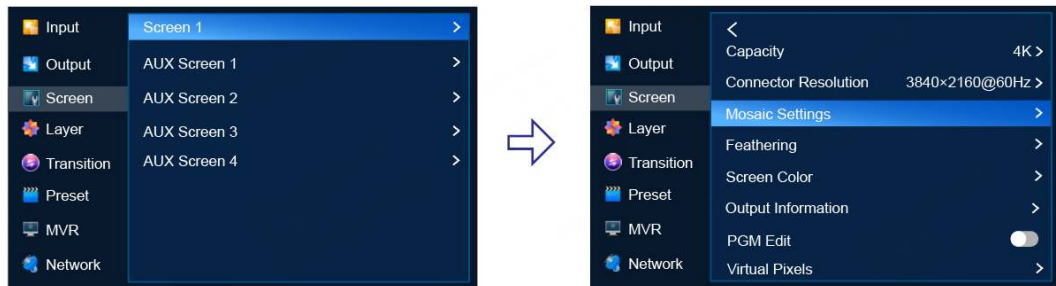 Input
Output
Screen
Layer
Transition
Preset
MVR
Network
Screen 1 >
AUX Screen 1 >
AUX Screen 2 >
AUX Screen 3 >
AUX Screen 4 >
Input
Output
Screen
Layer
Transition
Preset
MVR
Network
<
Capacity 4K >
Connector Resolution 3840×2160@60Hz >
Mosaic Settings >
Feathering >
Screen Color >
Output Information >
PGM Edit
Virtual Pixels >